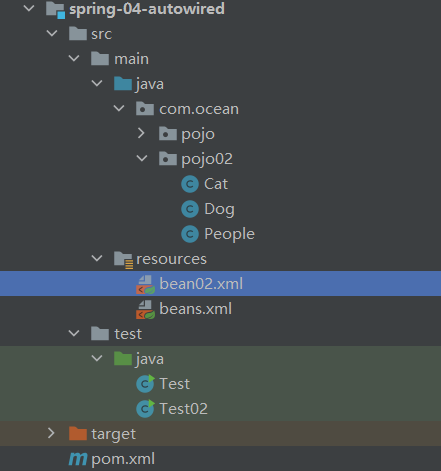 spring-04-autowired
src
main
java
com.ocean
pojo
pojo02
Cat
Dog
People
resources
bean02.xml
beans.xml
test
java
Test
Test02
target
pom.xml